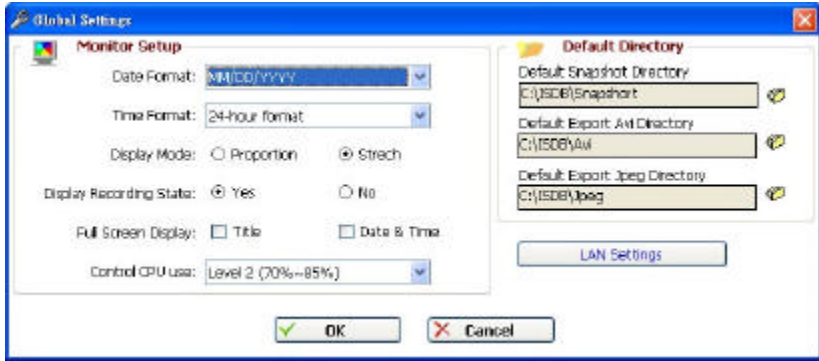 Global Settings
Monitor Setup
Date Format: MM/DD/YYYY
Time Format: 24-hour format
Display Mode: Proportion Strech
Display Recording State: Yes No
Full Screen Display: Title Date & Time
Control CPU use: Level 2 (70%~85%)
Default Directory
Default Snapshot Directory
C:\ISDB\Snapshort
Default Export Avi Directory
C:\ISDB\Avi
Default Export Jpeg Directory
C:\ISDB\Jpeg
LAN Settings
OK Cancel